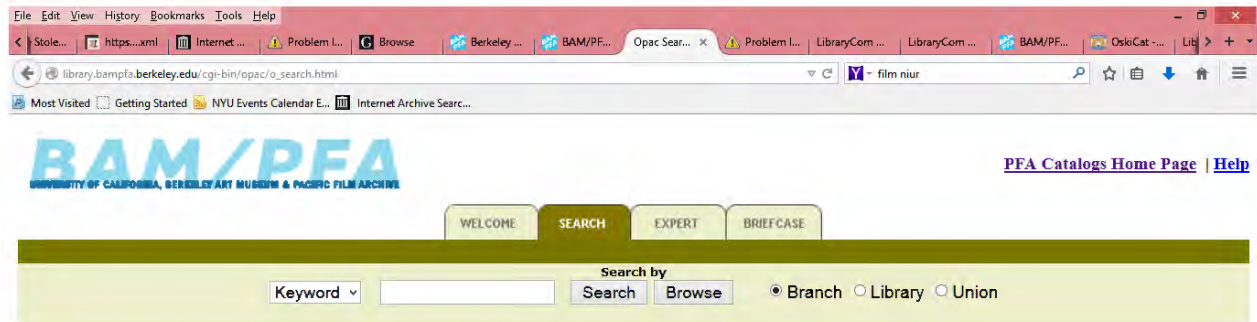 File Edit View History Bookmarks Tools Help
Stole... https....xml Internet ... Problem l... Browse Berkeley ... BAM/PF... Opac Sear... × Problem l... LibraryCom ... LibraryCom ... BAM/PF... OskiCat -... Lit > +
library.bampfa.berkeley.edu/cgi-bin/opac/o_search.html film niur
Most Visited Getting Started NYU Events Calendar E... Internet Archive Searc...
BAM/PFA
UNIVERSITY OF CALIFORNIA, BERKELEY ART MUSEUM & PACIFIC FILM ARCHIVE
PFA Catalogs Home Page | Help
WELCOME SEARCH EXPERT BRIEFCASE
Search by
Keyword Search Browse Branch Library Union